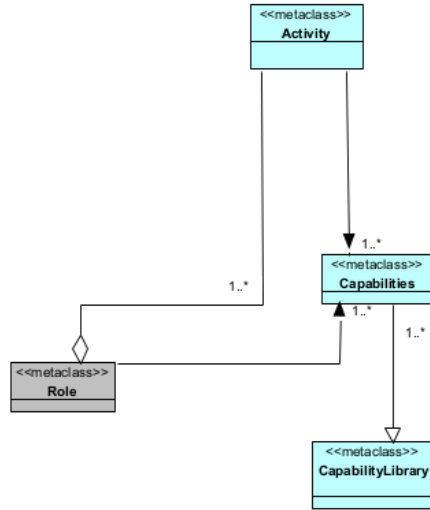 <<metaclass>>
Activity
1..*
<<metaclass>>
Capabilities
1..*
1..*
1..*
<<metaclass>>
Role
<<metaclass>>
CapabilityLibrary